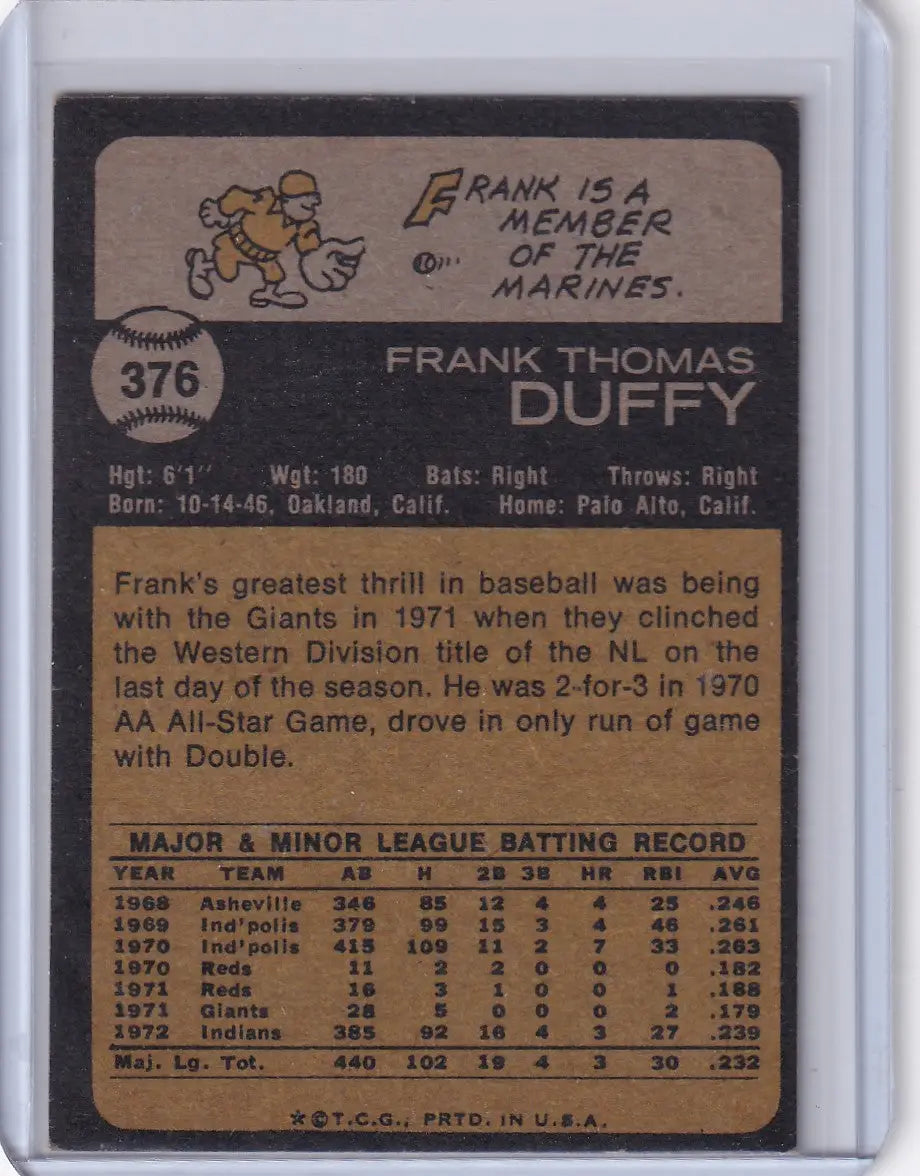 FRANK IS A
MEMBER
OF THE
MARINES.
376
FRANK THOMAS
DUFFY
Hgt: 6'1" Wgt: 180 Bats: Right Throws: Right
Born: 10-14-46, Oakland, Calif. Home: Palo Alto, Calif.
Frank's greatest thrill in baseball was being
with the Giants in 1971 when they clinched
the Western Division title of the NL on the
last day of the season. He was 2-for-3 in 1970
AA All-Star Game, drove in only run of game
with Double.
MAJOR & MINOR LEAGUE BATTING RECORD
YEAR TEAM AB H 2B 3B HR RBI AVG
1968 Asheville 346 85 12 4 4 25 .246
1969 Ind'polis 379 99 15 3 4 46 .261
1970 Ind'polis 415 109 11 2 7 33 .263
1970 Reds 11 2 2 0 0 0 .182
1971 Reds 16 3 1 0 0 1 .188
1971 Giants 28 5 0 0 0 2 .179
1972 Indians 385 92 16 4 3 27 .239
Maj. Lg. Tot. 440 102 19 4 3 30 .232
*©T.C.G., PRTD. IN U.S.A.